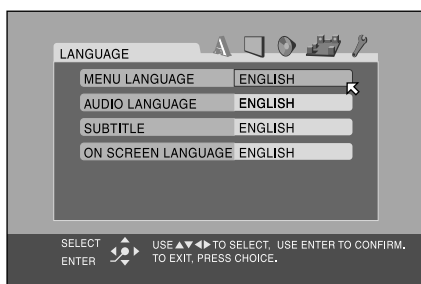 LANGUAGE
MENU LANGUAGE ENGLISH
AUDIO LANGUAGE ENGLISH
SUBTITLE ENGLISH
ON SCREEN LANGUAGE ENGLISH
SELECT USE ▲▼◀▶ TO SELECT, USE ENTER TO CONFIRM.
ENTER TO EXIT, PRESS CHOICE.